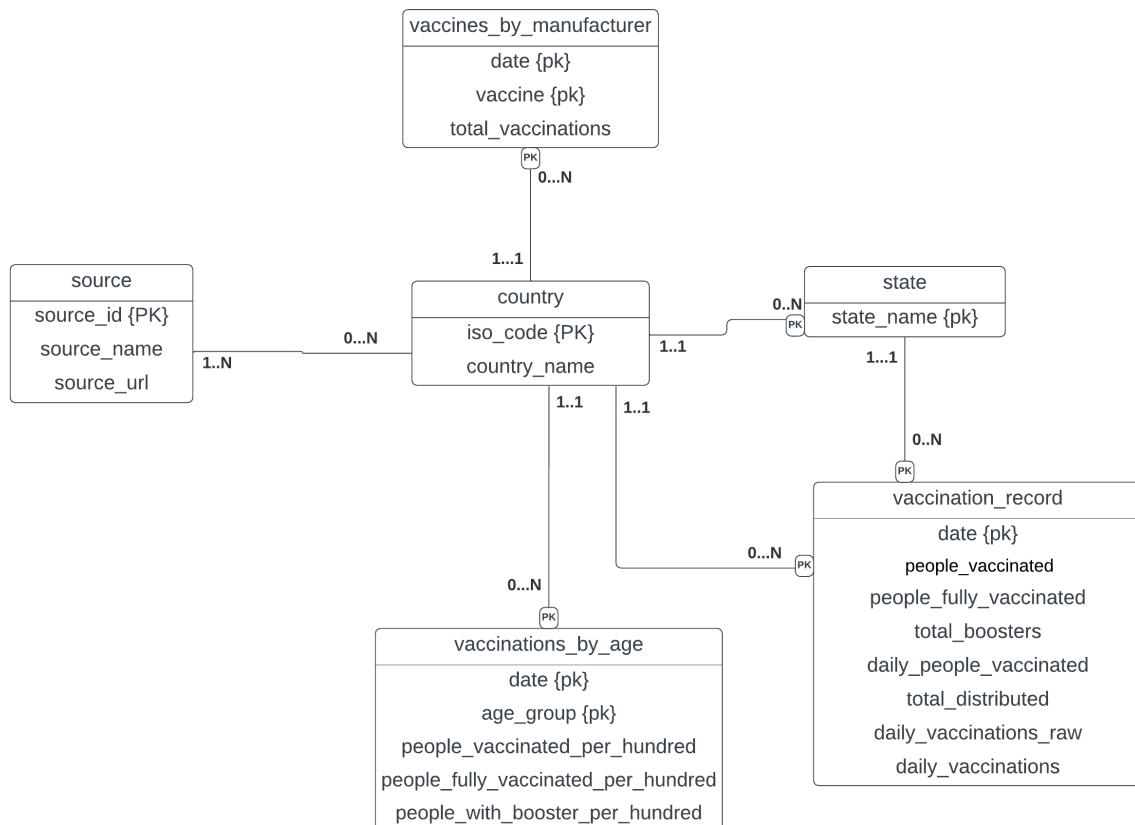 vaccines_by_manufacturer
date {pk}
vaccine {pk}
total_vaccinations
PK
0...N
1...1
source
source_id {PK}
source_name
source_url
1..N
0...N
country
iso_code {PK}
country_name
1..1
0..N
PK
state
state_name {pk}
1...1
0..N
PK
1..1
1..1
0...N
PK
vaccination_record
date {pk}
people_vaccinated
people_fully_vaccinated
total_boosters
daily_people_vaccinated
total_distributed
daily_vaccinations_raw
daily_vaccinations
0...N
PK
vaccinations_by_age
date {pk}
age_group {pk}
people_vaccinated_per_hundred
people_fully_vaccinated_per_hundred
people_with_booster_per_hundred